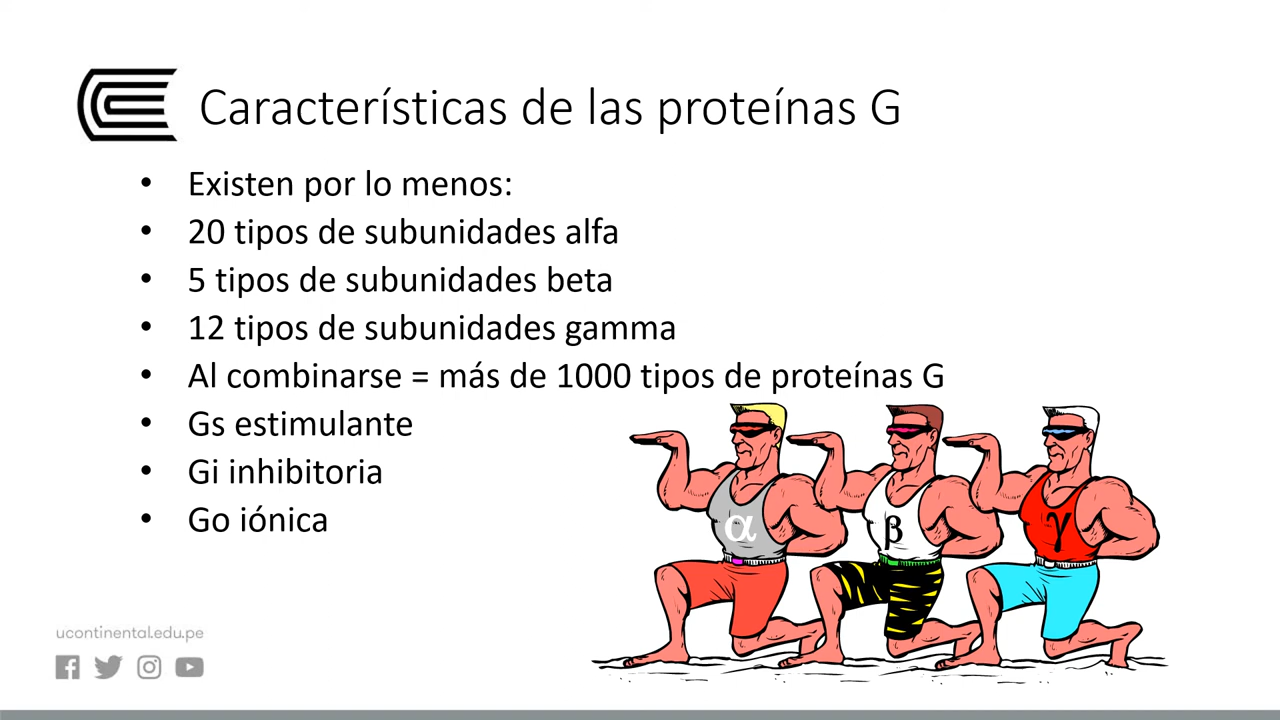 Características de las proteínas G
• Existen por lo menos:
• 20 tipos de subunidades alfa
• 5 tipos de subunidades beta
• 12 tipos de subunidades gamma
• Al combinarse = más de 1000 tipos de proteínas G
• Gs estimulante
• Gi inhibitoria
• Go iónica
α β γ
ucontinental.edu.pe